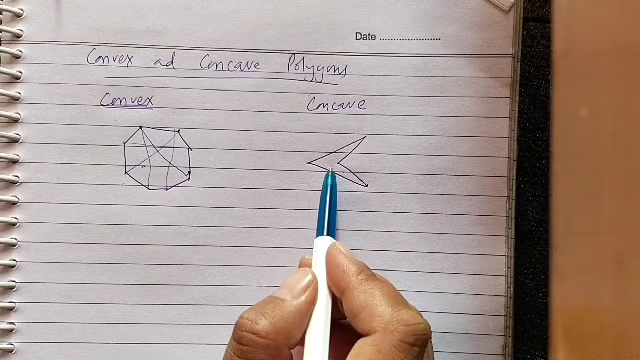 Date ......................
Convex ad Concave Polygons
Convex Concave